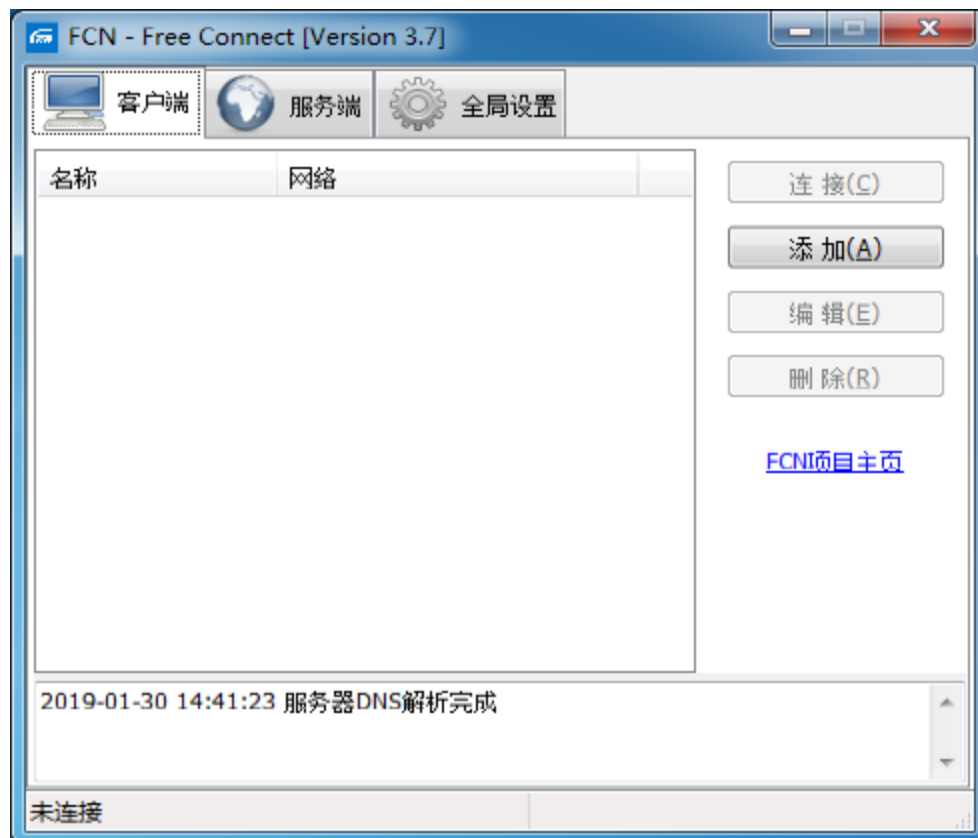 FCN - Free Connect [Version 3.7]
客户端 服务端 全局设置
名称 网络
连 接(C)
添 加(A)
编 辑(E)
删 除(R)
FCN项目主页
2019-01-30 14:41:23 服务器DNS解析完成
未连接